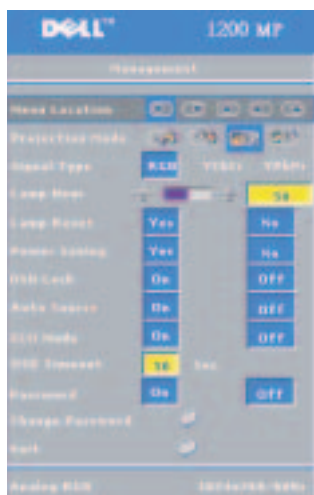 DELL™ 1200 MP
Management
Menu Location
Projection Mode
Signal Type RGB YCbCr YPbPr
Lamp Hour 50
Lamp Reset Yes No
Power Saving Yes No
OSD Lock On Off
Auto Source On Off
ECO Mode On Off
OSD Timeout Sec
Password On Off
Change Password
Exit
Analog RGB